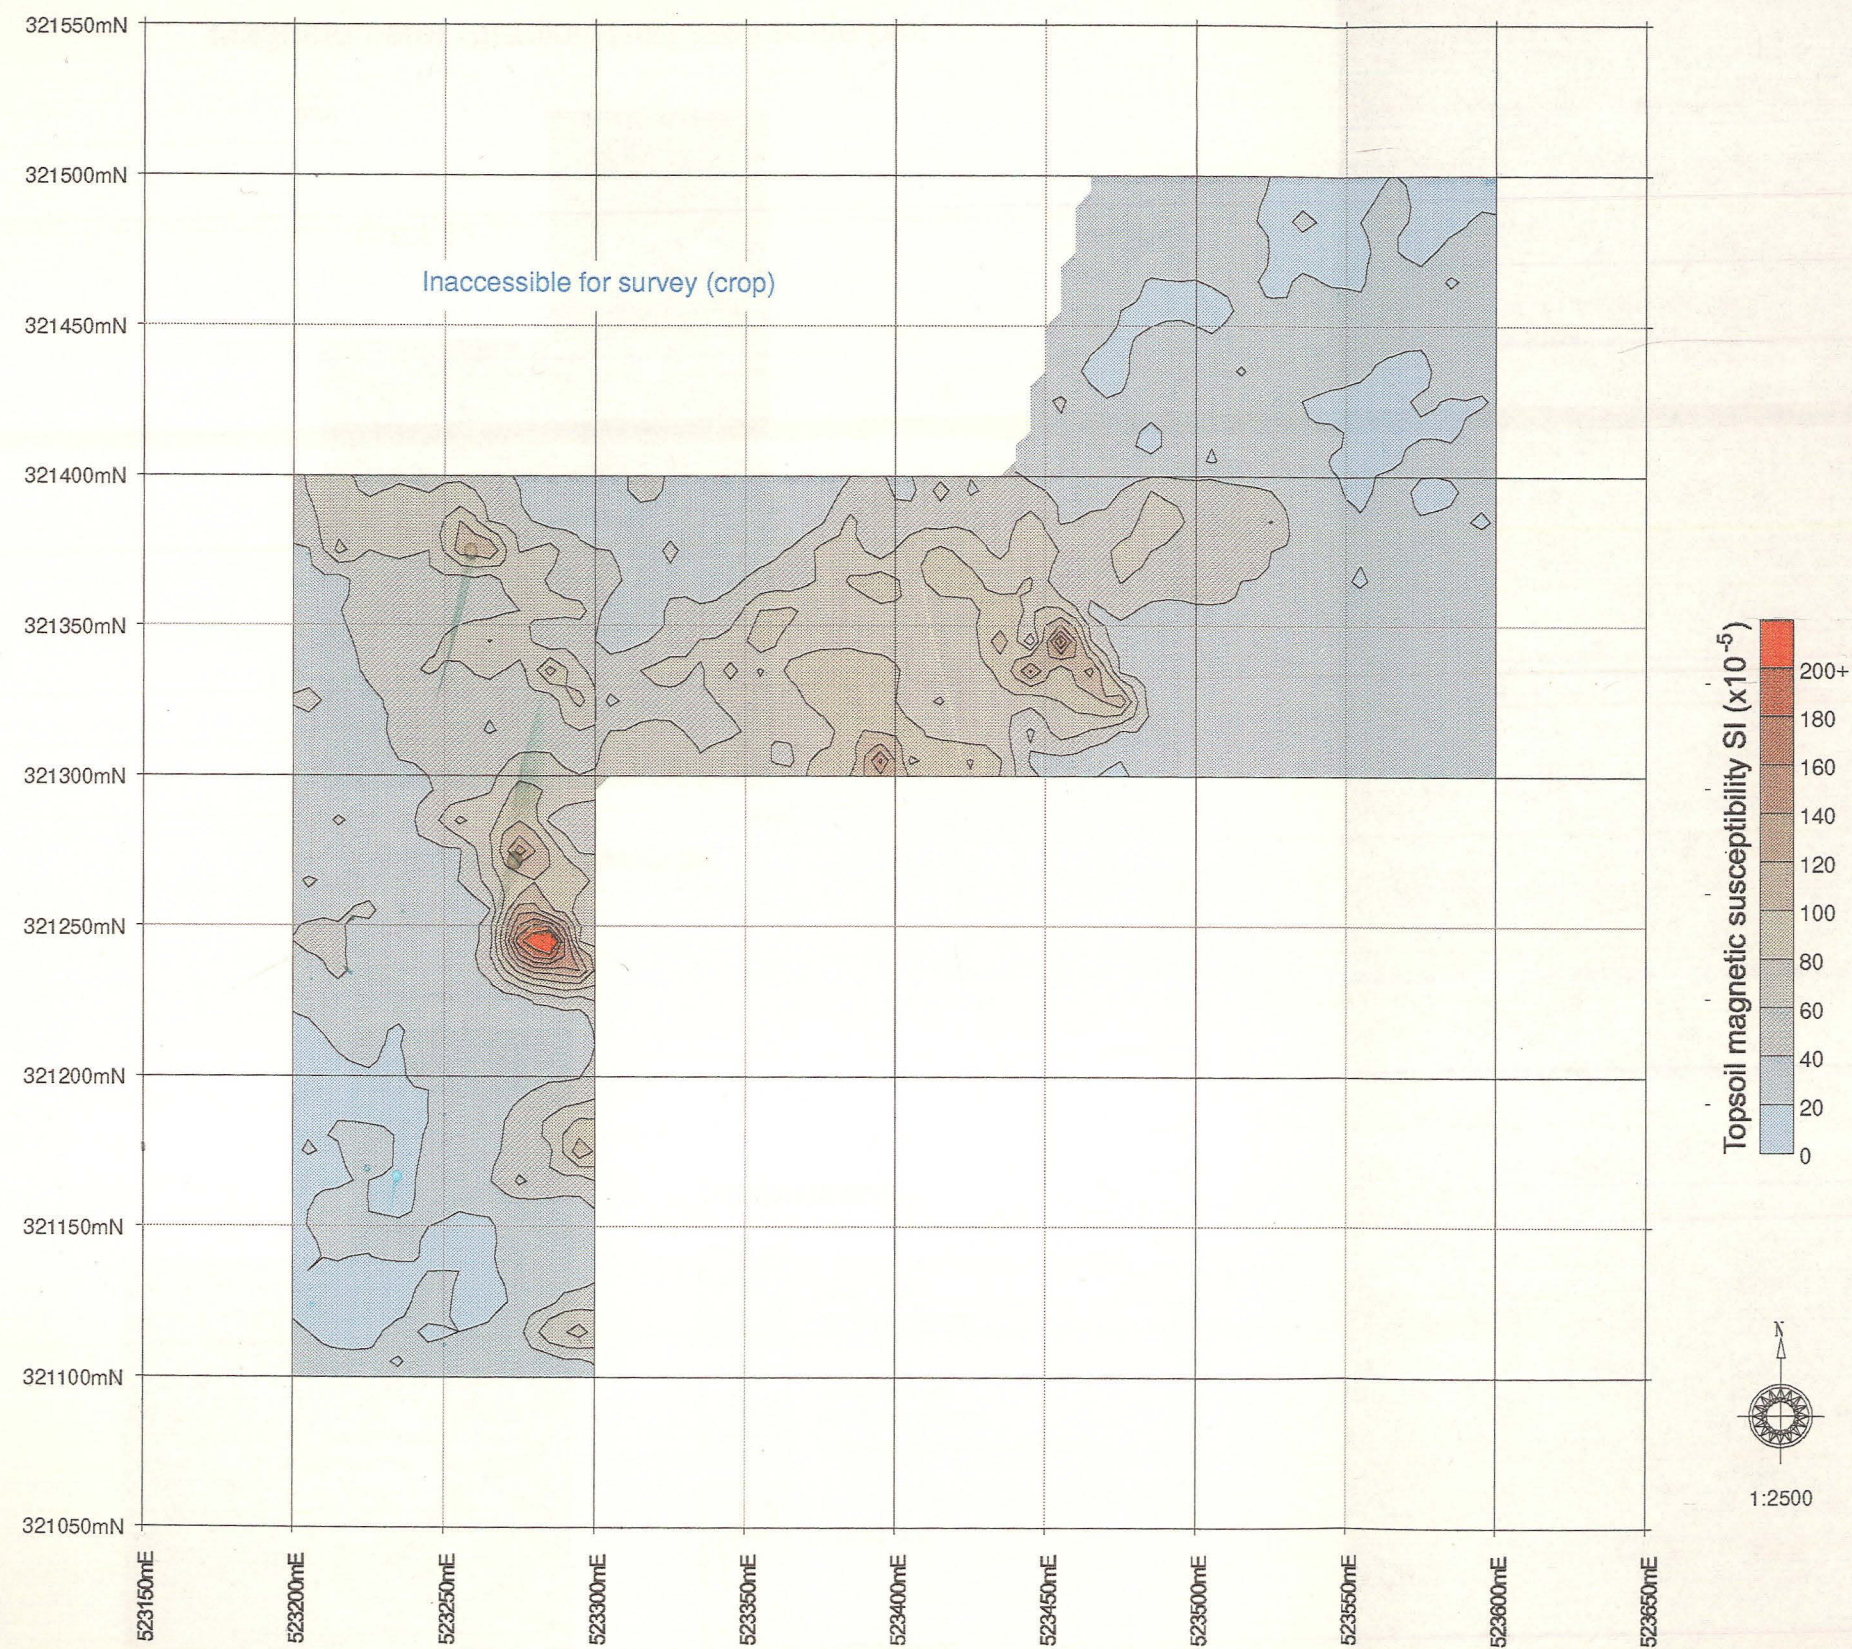 321550mN
321500mN
Inaccessible for survey (crop)
321450mN
321400mN
321350mN
321300mN
321250mN
321200mN
321150mN
321100mN
321050mN
523150mE
523200mE
523250mE
523300mE
523350mE
523400mE
523450mE
523500mE
523550mE
523600mE
523650mE
Topsoil magnetic susceptibility SI (x10⁻⁵)
200+
180
160
140
120
100
80
60
40
20
0
N
1:2500